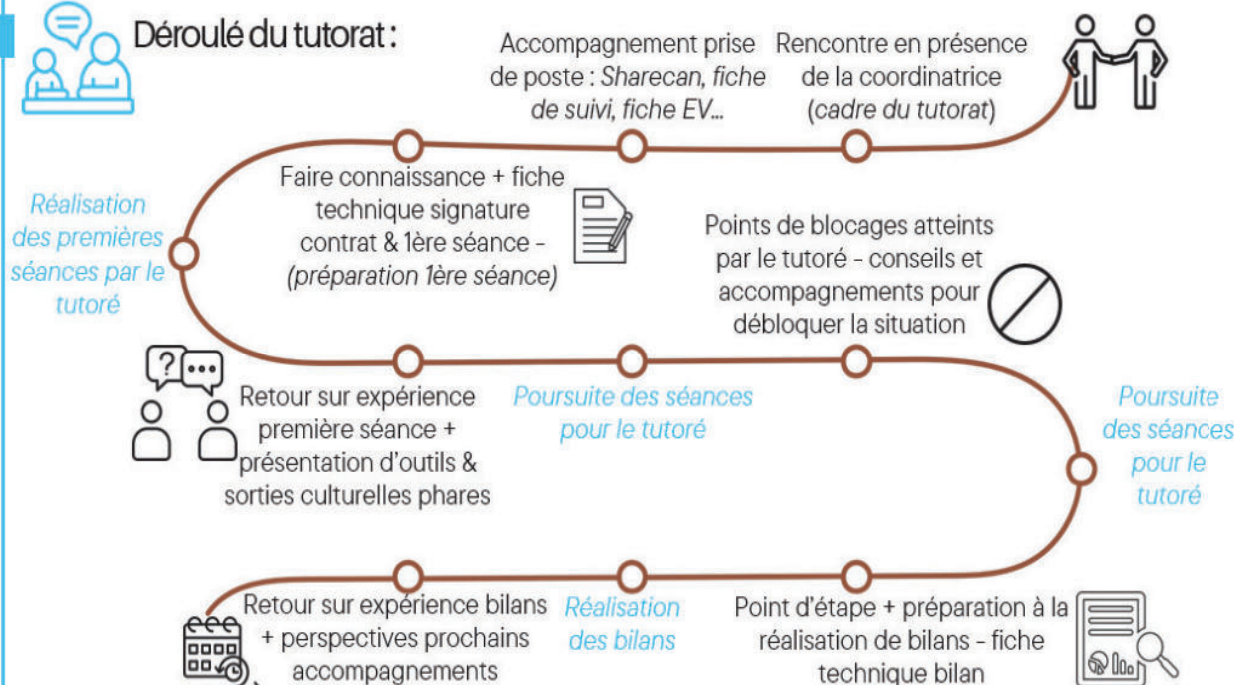 Déroulé du tutorat :
Rencontre en présence
de la coordinatrice
(cadre du tutorat)
Accompagnement prise
de poste : Sharecan, fiche
de suivi, fiche EV...
Faire connaissance + fiche
technique signature
contrat & 1ère séance -
(préparation 1ère séance)
Réalisation
des premières
séances par le
tutoré
?
Retour sur expérience
première séance +
présentation d'outils &
sorties culturelles phares
Poursuite des séances
pour le tutoré
Points de blocages atteints
par le tutoré - conseils et
accompagnements pour
débloquer la situation
Poursuite
des séances
pour le
tutoré
Point d'étape + préparation à la
réalisation de bilans - fiche
technique bilan
Réalisation
des bilans
Retour sur expérience bilans
+ perspectives prochains
accompagnements